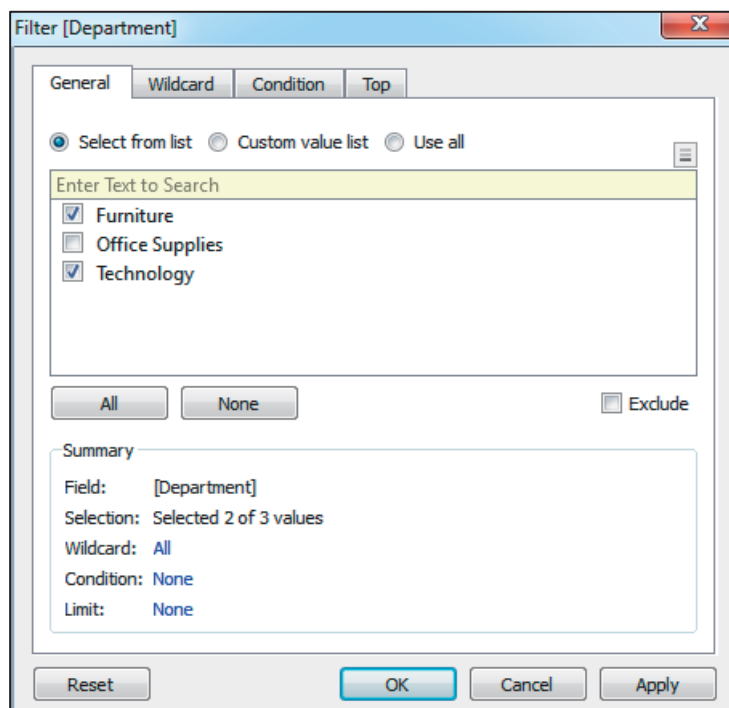 Filter [Department]
X
General Wildcard Condition Top
Select from list Custom value list Use all
Enter Text to Search
Furniture
Office Supplies
Technology
All None Exclude
Summary
Field: [Department]
Selection: Selected 2 of 3 values
Wildcard: All
Condition: None
Limit: None
Reset OK Cancel Apply